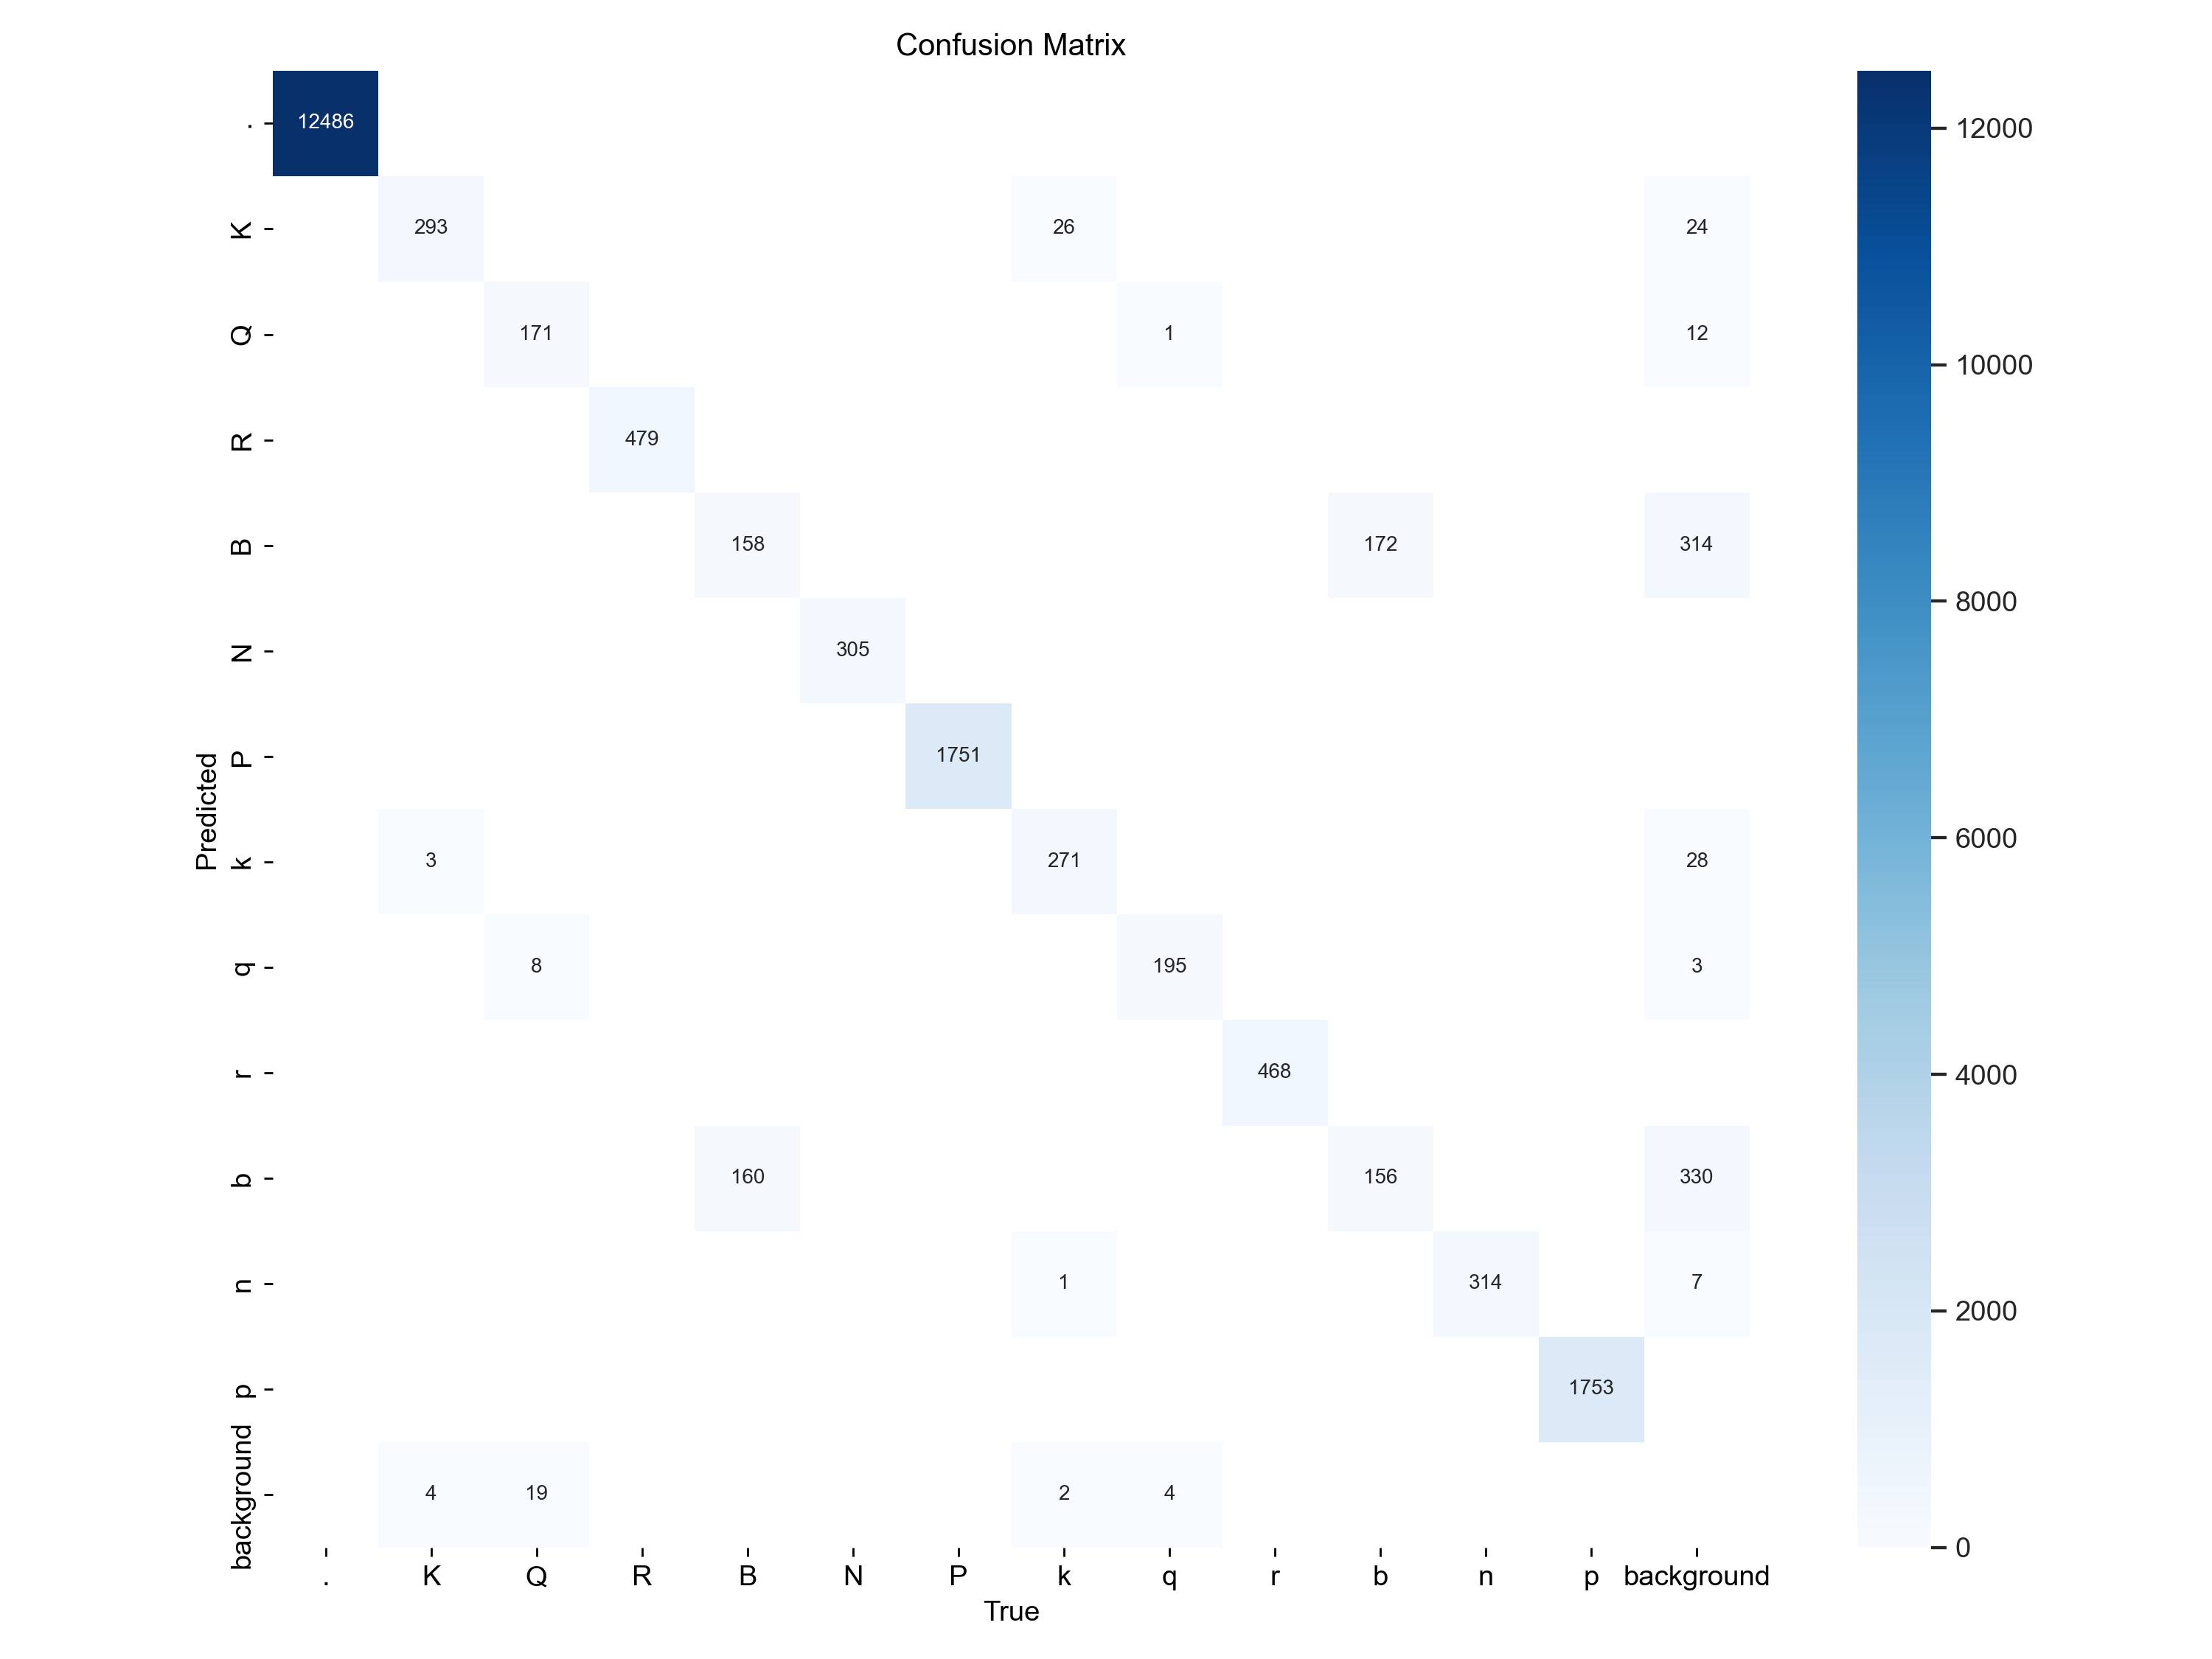 Confusion Matrix
. 12486
K 293 26 24
Q 171 1 12
R 479
B 158 172 314
N 305
P 1751
k 3 271 28
q 8 195 3
r 468
b 160 156 330
n 1 314 7
p 1753
background 4 19 2 4
. K Q R B N P k q r b n p background
True
Predicted
12000
10000
8000
6000
4000
2000
0